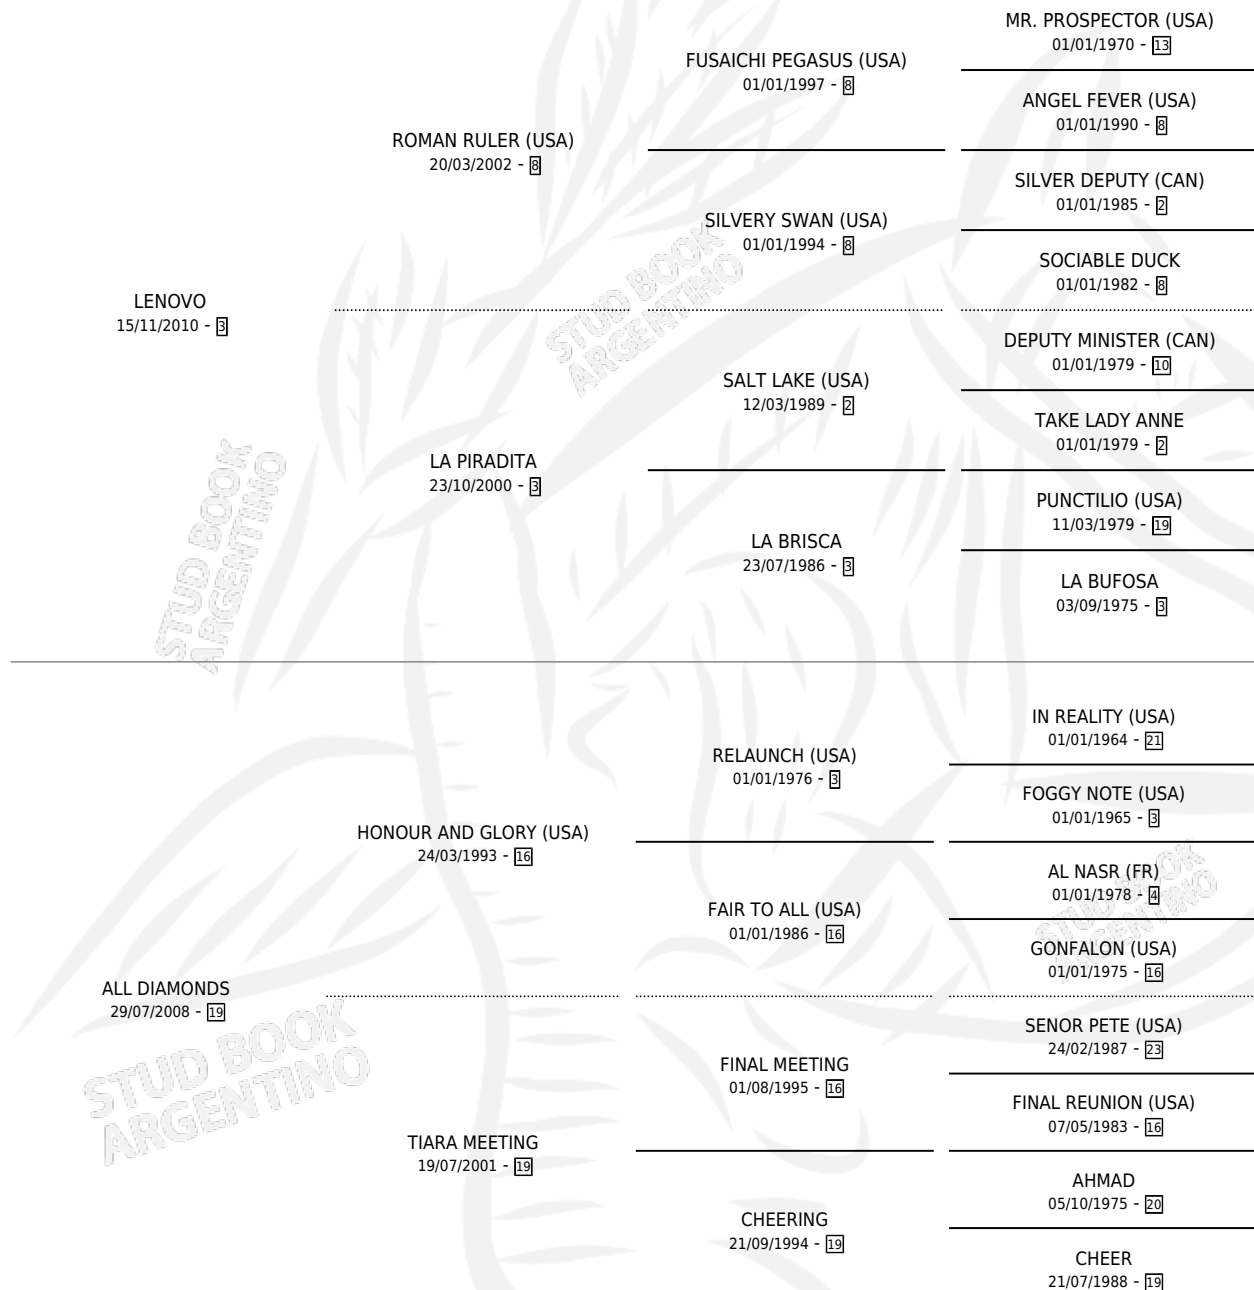 MR. PROSPECTOR (USA)
01/01/1970 - 13
FUSAICHI PEGASUS (USA)
01/01/1997 - 8
ANGEL FEVER (USA)
01/01/1990 - 8
ROMAN RULER (USA)
20/03/2002 - 8
SILVER DEPUTY (CAN)
01/01/1985 - 2
SILVERY SWAN (USA)
01/01/1994 - 8
SOCIABLE DUCK
01/01/1982 - 8
STUD BOOK
ARGENTINO
LENOVO
15/11/2010 - 3
DEPUTY MINISTER (CAN)
01/01/1979 - 10
SALT LAKE (USA)
12/03/1989 - 2
TAKE LADY ANNE
01/01/1979 - 2
LA PIRADITA
23/10/2000 - 3
PUNCTILIO (USA)
11/03/1979 - 19
LA BRISCA
23/07/1986 - 3
LA BUFOSA
03/09/1975 - 3
STUD BOOK
ARGENTINO
IN REALITY (USA)
01/01/1964 - 21
RELAUNCH (USA)
01/01/1976 - 3
FOGGY NOTE (USA)
01/01/1965 - 3
HONOUR AND GLORY (USA)
24/03/1993 - 16
AL NASR (FR)
01/01/1978 - 4
FAIR TO ALL (USA)
01/01/1986 - 16
GONFALON (USA)
01/01/1975 - 16
STUD BOOK
ARGENTINO
ALL DIAMONDS
29/07/2008 - 19
SENOR PETE (USA)
24/02/1987 - 23
FINAL MEETING
01/08/1995 - 16
FINAL REUNION (USA)
07/05/1983 - 16
STUD BOOK
ARGENTINO
TIARA MEETING
19/07/2001 - 19
AHMAD
05/10/1975 - 20
CHEERING
21/09/1994 - 19
CHEER
21/07/1988 - 19